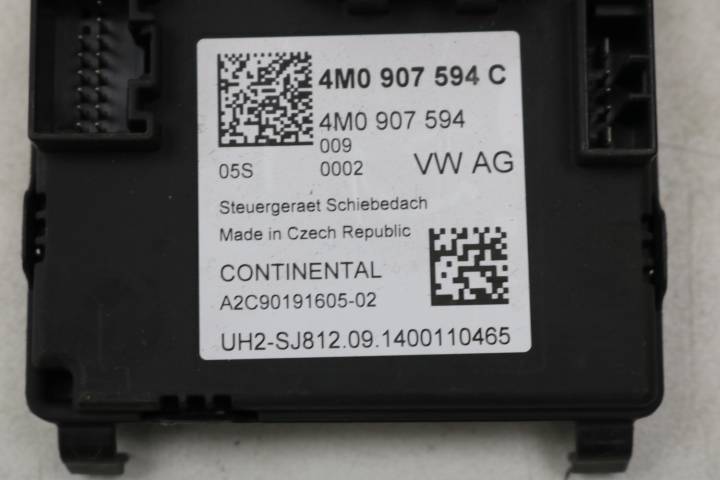 4M0 907 594 C
4M0 907 594
009
05S 0002 VW AG
Steuergeraet Schiebedach
Made in Czech Republic
CONTINENTAL
A2C90191605-02
UH2-SJ812.09.1400110465